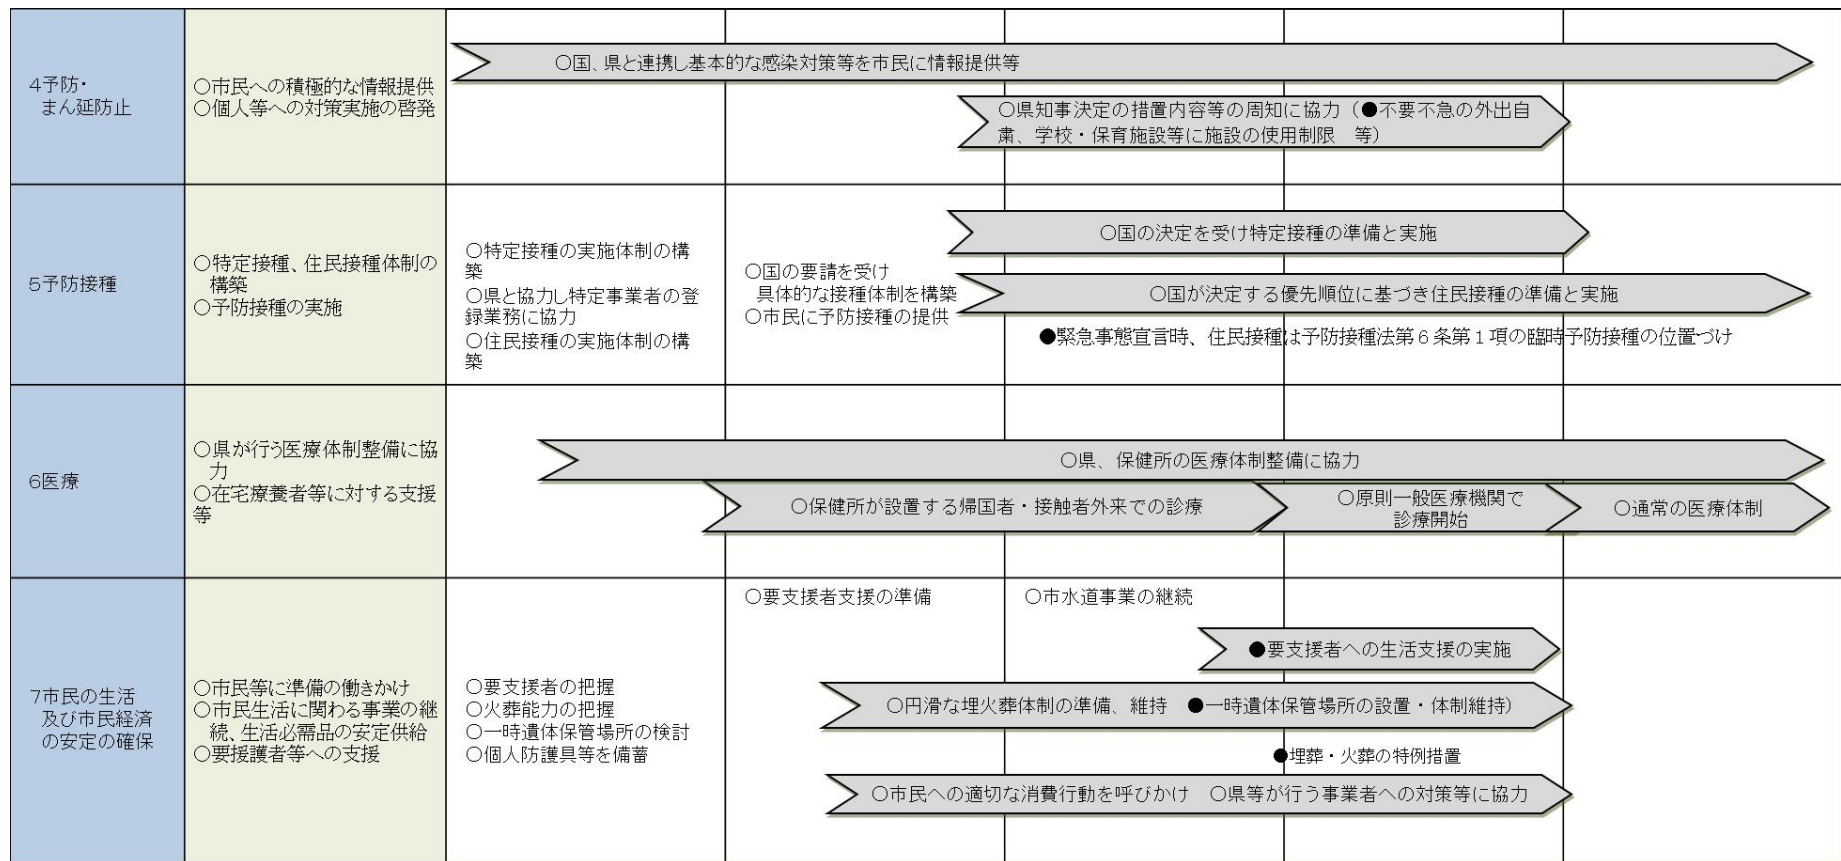 4予防・
まん延防止
○市民への積極的な情報提供
○個人等への対策実施の啓発
○国、県と連携し基本的な感染対策等を市民に情報提供等
○県知事決定の措置内容等の周知に協力（●不要不急の外出自
粛、学校・保育施設等に施設の使用制限　等）
5予防接種
○特定接種、住民接種体制の
構築
○予防接種の実施
○特定接種の実施体制の構
築
○県と協力し特定事業者の登
録業務に協力
○住民接種の実施体制の構
築
○国の要請を受け
具体的な接種体制を構築
○市民に予防接種の提供
○国の決定を受け特定接種の準備と実施
○国が決定する優先順位に基づき住民接種の準備と実施
●緊急事態宣言時、住民接種は予防接種法第６条第１項の臨時予防接種の位置づけ
6医療
○県が行う医療体制整備に協
力
○在宅療養者等に対する支援
等
○県、保健所の医療体制整備に協力
○保健所が設置する帰国者・接触者外来での診療
○原則一般医療機関で
診療開始
○通常の医療体制
7市民の生活
及び市民経済
の安定の確保
○市民等に準備の働きかけ
○市民生活に関わる事業の継
続、生活必需品の安定供給
○要援護者等への支援
○要支援者の把握
○火葬能力の把握
○一時遺体保管場所の検討
○個人防護具等を備蓄
○要支援者支援の準備
○市水道事業の継続
●要支援者への生活支援の実施
○円滑な埋火葬体制の準備、維持　●一時遺体保管場所の設置・体制維持）
●埋葬・火葬の特例措置
○市民への適切な消費行動を呼びかけ　○県等が行う事業者への対策等に協力